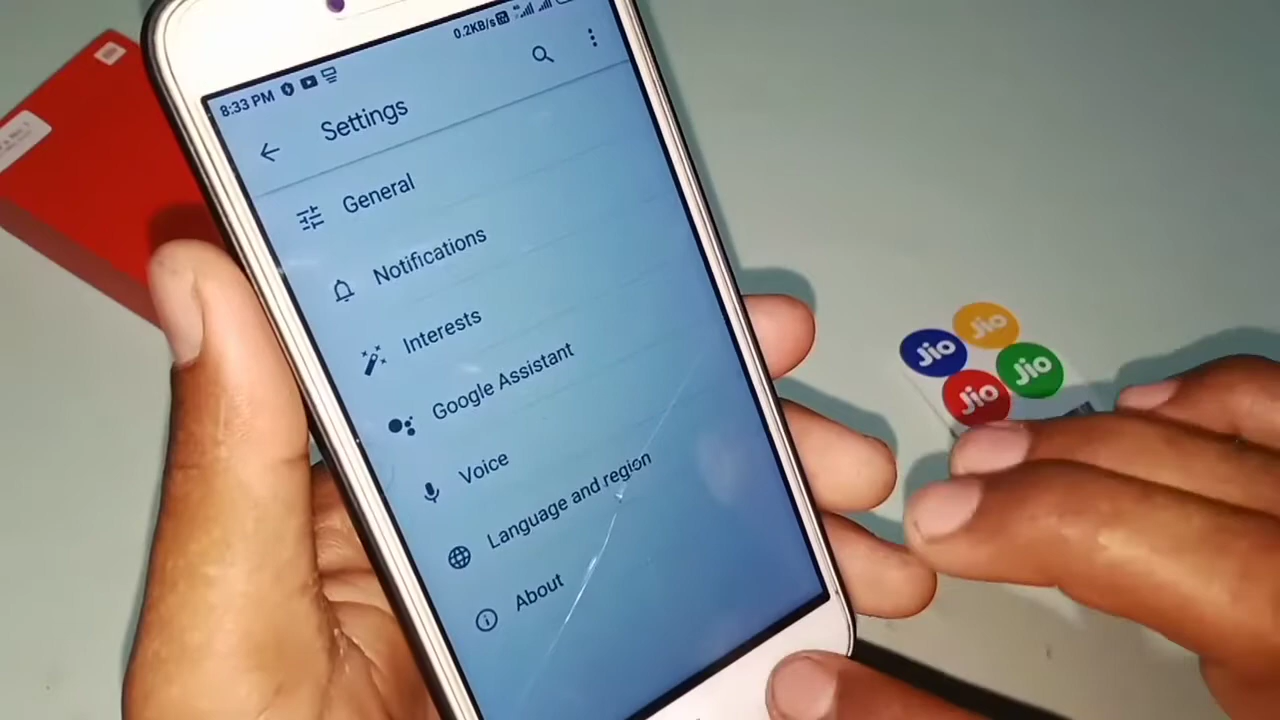 8:33 PM
0.2KB/s
Settings
General
Notifications
Interests
Google Assistant
Voice
Language and region
About
Jio
Jio
Jio
Jio